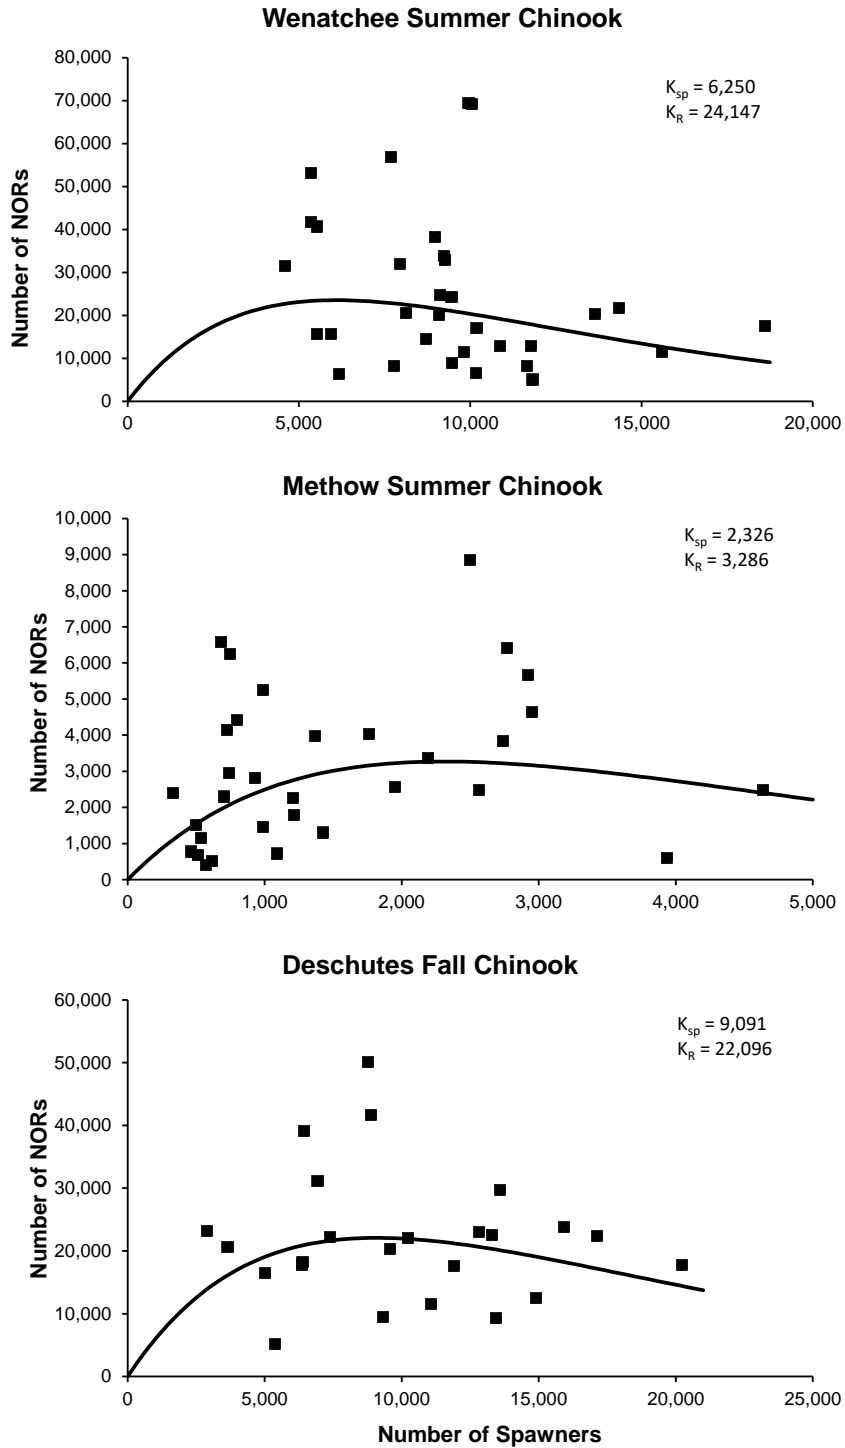 Wenatchee Summer Chinook
80,000
70,000
60,000
50,000
40,000
30,000
20,000
10,000
0
Number of NORs
Ksp = 6,250
KR = 24,147
0 5,000 10,000 15,000 20,000
Methow Summer Chinook
10,000
9,000
8,000
7,000
6,000
5,000
4,000
3,000
2,000
1,000
0
Number of NORs
Ksp = 2,326
KR = 3,286
0 1,000 2,000 3,000 4,000 5,000
Deschutes Fall Chinook
60,000
50,000
40,000
30,000
20,000
10,000
0
Number of NORs
Ksp = 9,091
KR = 22,096
0 5,000 10,000 15,000 20,000 25,000
Number of Spawners